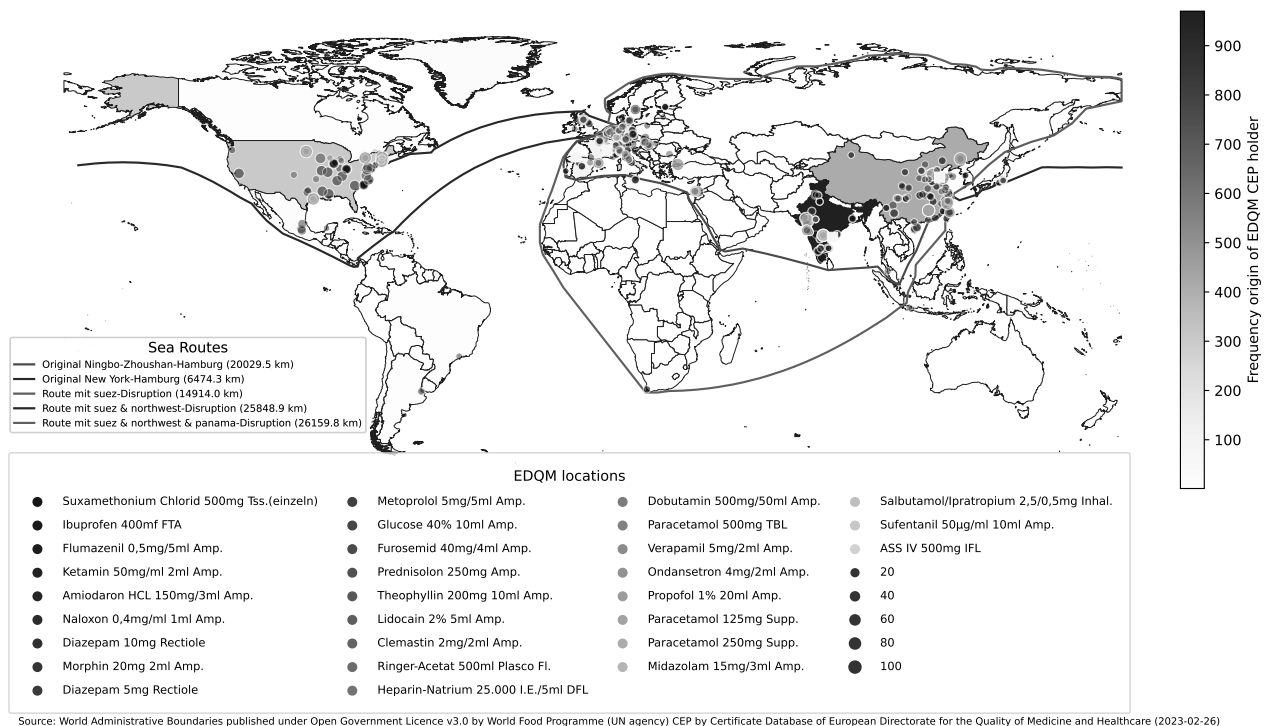 900
800
700
600
500
400
300
200
100
Frequency origin of EDQM CEP holder
Sea Routes
Original Ningbo-Zhoushan-Hamburg (20029.5 km)
Original New York-Hamburg (6474.3 km)
Route mit suez-Disruption (14914.0 km)
Route mit suez & northwest-Disruption (25848.9 km)
Route mit suez & northwest & panama-Disruption (26159.8 km)
EDQM locations
Suxamethonium Chlorid 500mg Tss.(einzeln)
Ibuprofen 400mf FTA
Flumazenil 0,5mg/5ml Amp.
Ketamin 50mg/ml 2ml Amp.
Amiodaron HCL 150mg/3ml Amp.
Naloxon 0,4mg/ml 1ml Amp.
Diazepam 10mg Rectiole
Morphin 20mg 2ml Amp.
Diazepam 5mg Rectiole
Metoprolol 5mg/5ml Amp.
Glucose 40% 10ml Amp.
Furosemid 40mg/4ml Amp.
Prednisolon 250mg Amp.
Theophyllin 200mg 10ml Amp.
Lidocain 2% 5ml Amp.
Clemastin 2mg/2ml Amp.
Ringer-Acetat 500ml Plasco Fl.
Heparin-Natrium 25.000 I.E./5ml DFL
Dobutamin 500mg/50ml Amp.
Paracetamol 500mg TBL
Verapamil 5mg/2ml Amp.
Ondansetron 4mg/2ml Amp.
Propofol 1% 20ml Amp.
Paracetamol 125mg Supp.
Paracetamol 250mg Supp.
Midazolam 15mg/3ml Amp.
Salbutamol/Ipratropium 2,5/0,5mg Inhal.
Sufentanil 50µg/ml 10ml Amp.
ASS IV 500mg IFL
20
40
60
80
100
Source: World Administrative Boundaries published under Open Government Licence v3.0 by World Food Programme (UN agency) CEP by Certificate Database of European Directorate for the Quality of Medicine and Healthcare (2023-02-26)